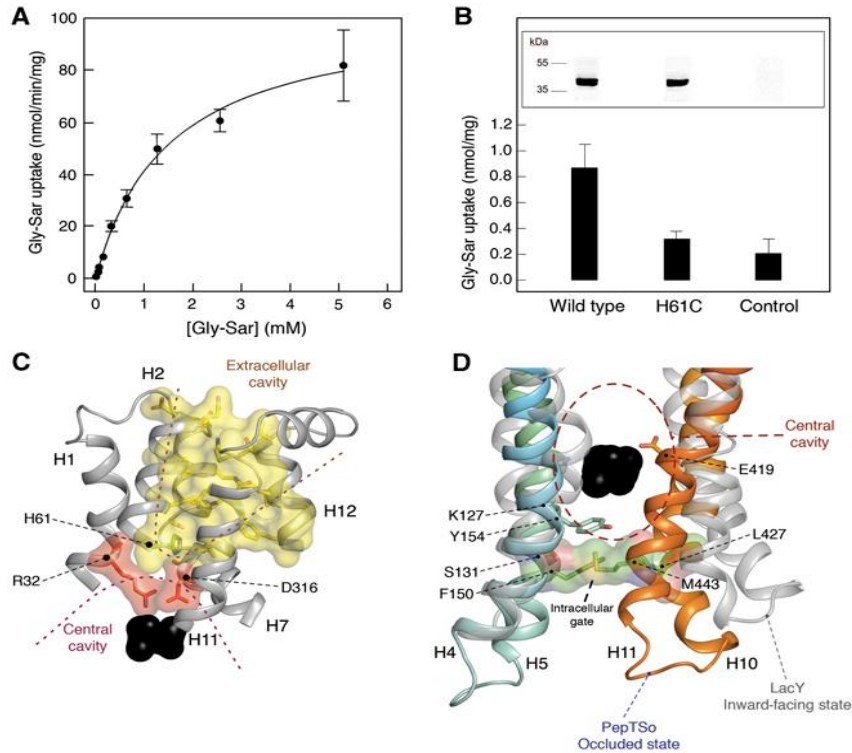 A
Gly-Sar uptake (nmol/min/mg)
100
80
60
40
20
0
0 1 2 3 4 5 6
[Gly-Sar] (mM)
B
kDa
55
35
Gly-Sar uptake (nmol/mg)
1.2
1.0
0.8
0.6
0.4
0.2
0.0
Wild type H61C Control
C
H2
Extracellular
cavity
H1
H61
H12
R32
D316
Central
cavity
H11
H7
D
Central
cavity
E419
K127
Y154
L427
S131
F150
M443
Intracellular
gate
H4
H5
H11
H10
LacY
Inward-facing state
PepTSo
Occluded state